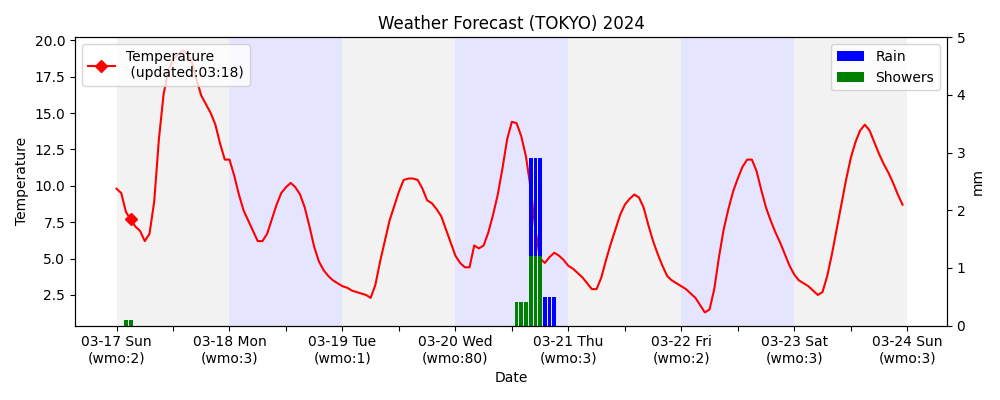 Weather Forecast (TOKYO) 2024
Temperature
(updated:03:18)
Rain
Showers
20.0
17.5
15.0
12.5
10.0
7.5
5.0
2.5
Temperature
5
4
3
2
1
0
mm
03-17 Sun
(wmo:2)
03-18 Mon
(wmo:3)
03-19 Tue
(wmo:1)
03-20 Wed
(wmo:80)
03-21 Thu
(wmo:3)
03-22 Fri
(wmo:2)
03-23 Sat
(wmo:3)
03-24 Sun
(wmo:3)
Date